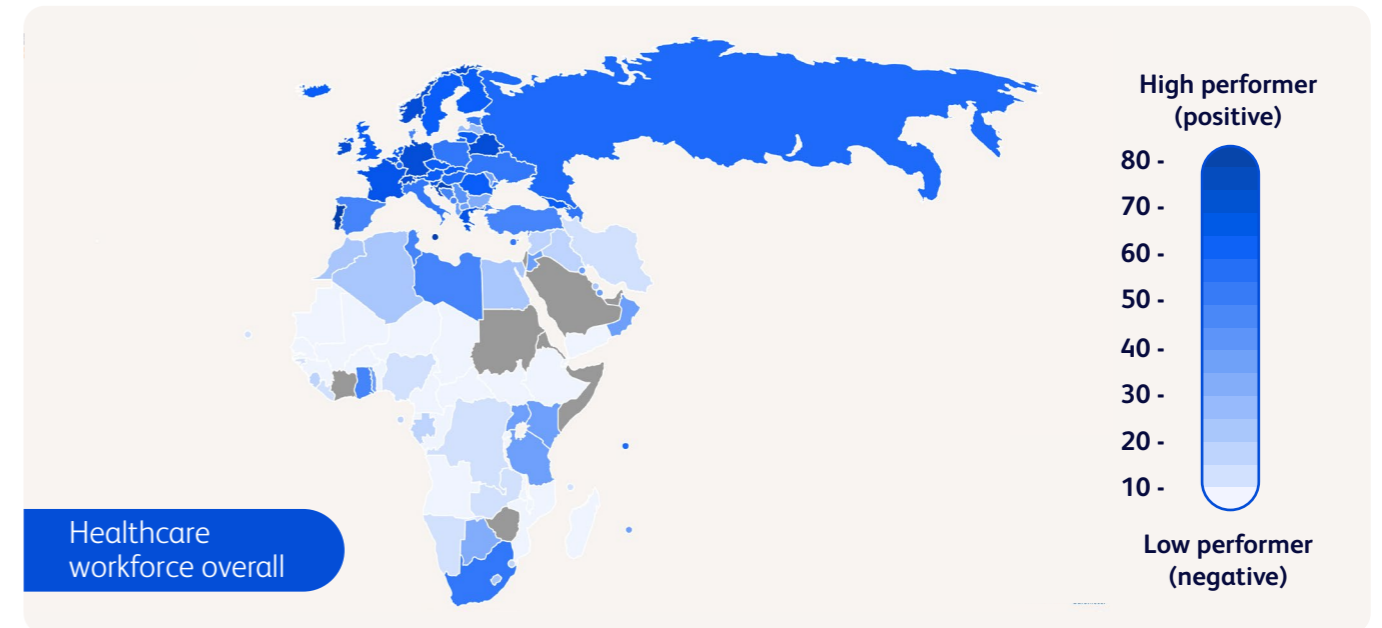 High performer
(positive)
80 -
70 -
60 -
50 -
40 -
30 -
20 -
10 -
Low performer
(negative)
Healthcare
workforce overall